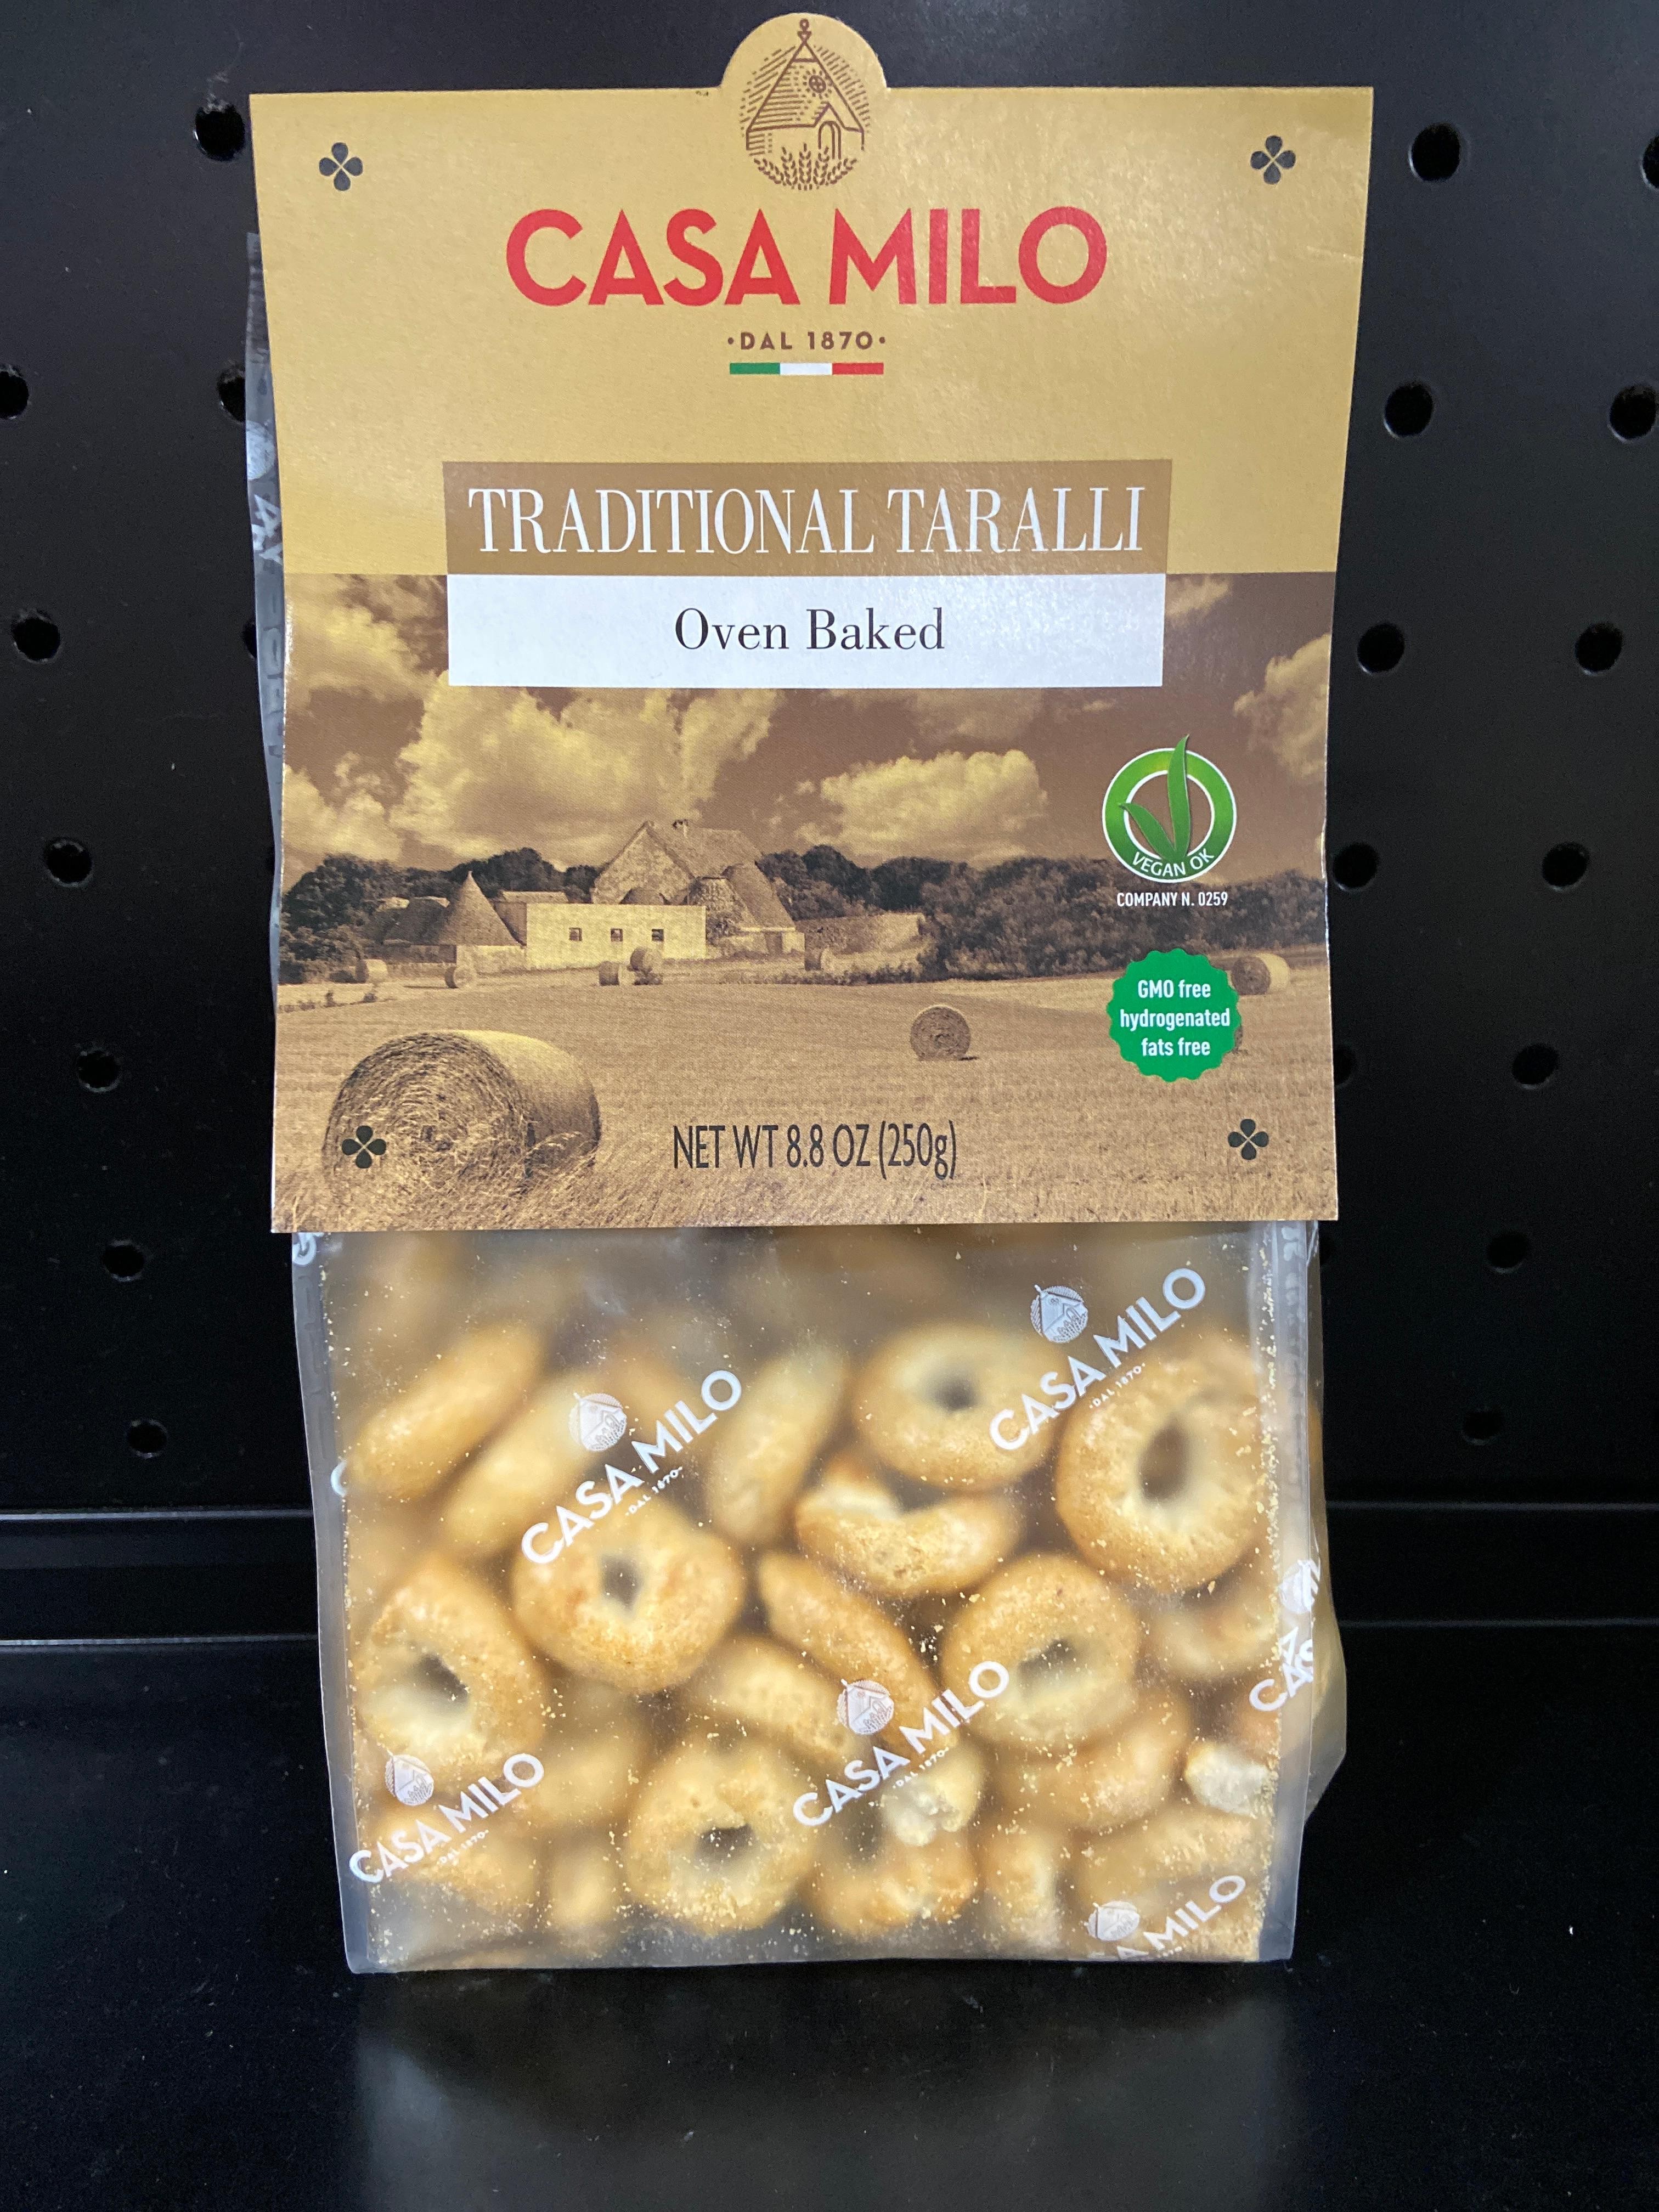 CASA MILO
·DAL 1870·
TRADITIONAL TARALLI
Oven Baked
VEGAN OK
COMPANY N. 0259
GMO free
hydrogenated
fats free
NET WT 8.8 OZ (250g)
CASA MILO
·DAL 1870·
CASA MILO
·DAL 1870·
CASA MILO
·DAL 1870·
CASA MILO
·DAL 1870·
MILO